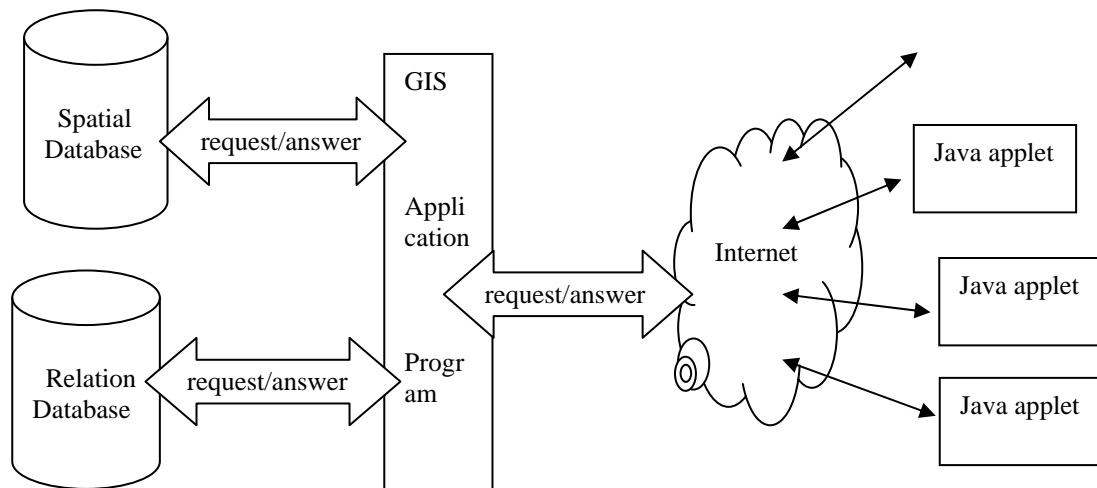 Spatial
Database
request/answer
Relation
Database
request/answer
GIS
Appli
cation
Progr
am
request/answer
Internet
Java applet
Java applet
Java applet